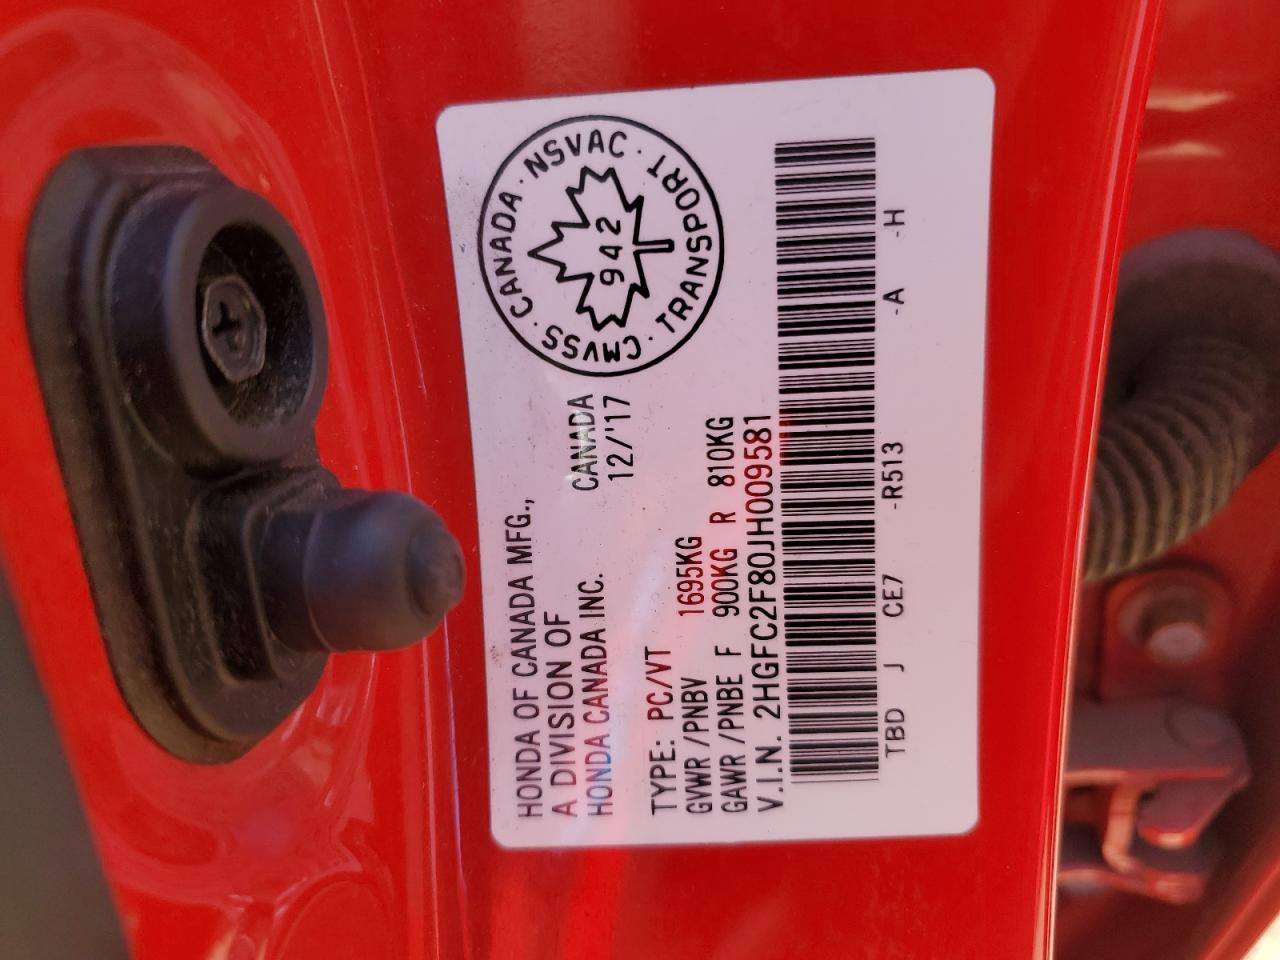 HONDA OF CANADA MFG.,
A DIVISION OF
HONDA CANADA INC.
CANADA
12/'17
CMVSS · CANADA · NSVAC · TRANSPORT ·
942
TYPE: PC/VT
GVWR /PNBV 1695KG
GAWR /PNBE F 900KG R 810KG
V.I.N. 2HGFC2F80JH009581
TBD J CE7 -R513 -A -H